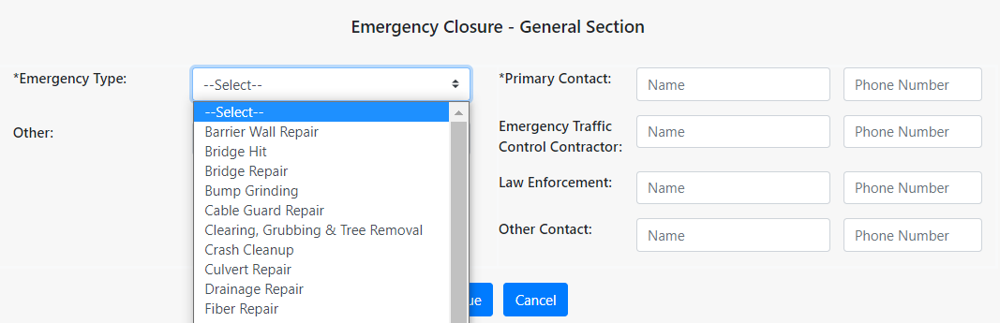 Emergency Closure - General Section
*Emergency Type:
--Select--
--Select--
Barrier Wall Repair
Bridge Hit
Bridge Repair
Bump Grinding
Cable Guard Repair
Clearing, Grubbing & Tree Removal
Crash Cleanup
Culvert Repair
Drainage Repair
Fiber Repair
Other:
*Primary Contact:
Name
Phone Number
Emergency Traffic
Control Contractor:
Name
Phone Number
Law Enforcement:
Name
Phone Number
Other Contact:
Name
Phone Number
Cancel